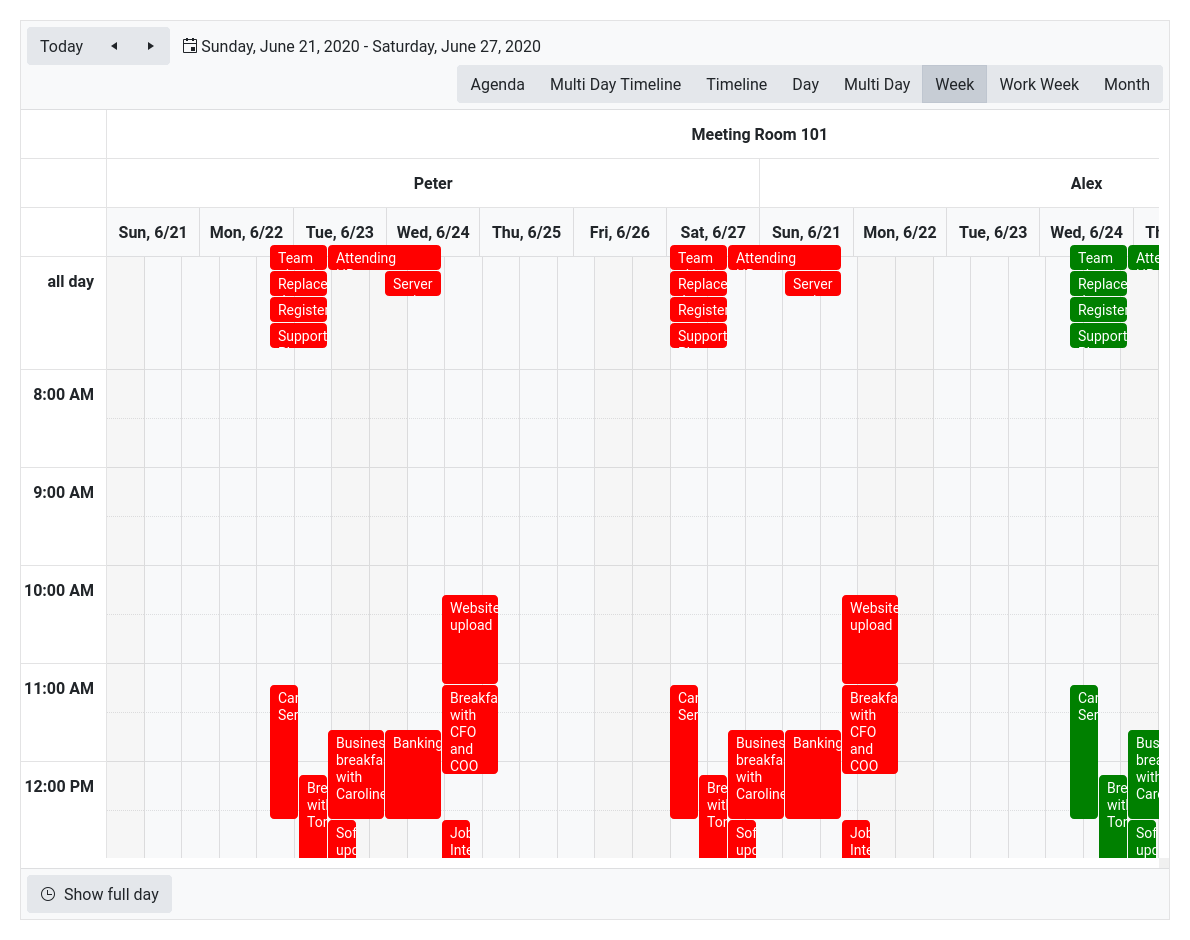 Today
Sunday, June 21, 2020 - Saturday, June 27, 2020
Agenda Multi Day Timeline Timeline Day Multi Day Week Work Week Month
Meeting Room 101
Peter Alex
Sun, 6/21 Mon, 6/22 Tue, 6/23 Wed, 6/24 Thu, 6/25 Fri, 6/26 Sat, 6/27 Sun, 6/21 Mon, 6/22 Tue, 6/23 Wed, 6/24
Team Attending Team Attending Team
all day
Replace Server Replace Server Replace
Register Register Register
Support Support Support
8:00 AM
9:00 AM
10:00 AM
Website Website
upload upload
11:00 AM
Car Breakfa Car Breakfa Car
Ser with Ser with Ser
CFO CFO
and and
COO COO
Busines Banking Busines Banking Bus
breakfa breakfa brea
with with with
Caroline Caroline Car
12:00 PM
Bre Bre Bre
with with with
Tor Tor Tor
Sof Job Sof Job Sof
upd Inte upd Inte upd
Show full day